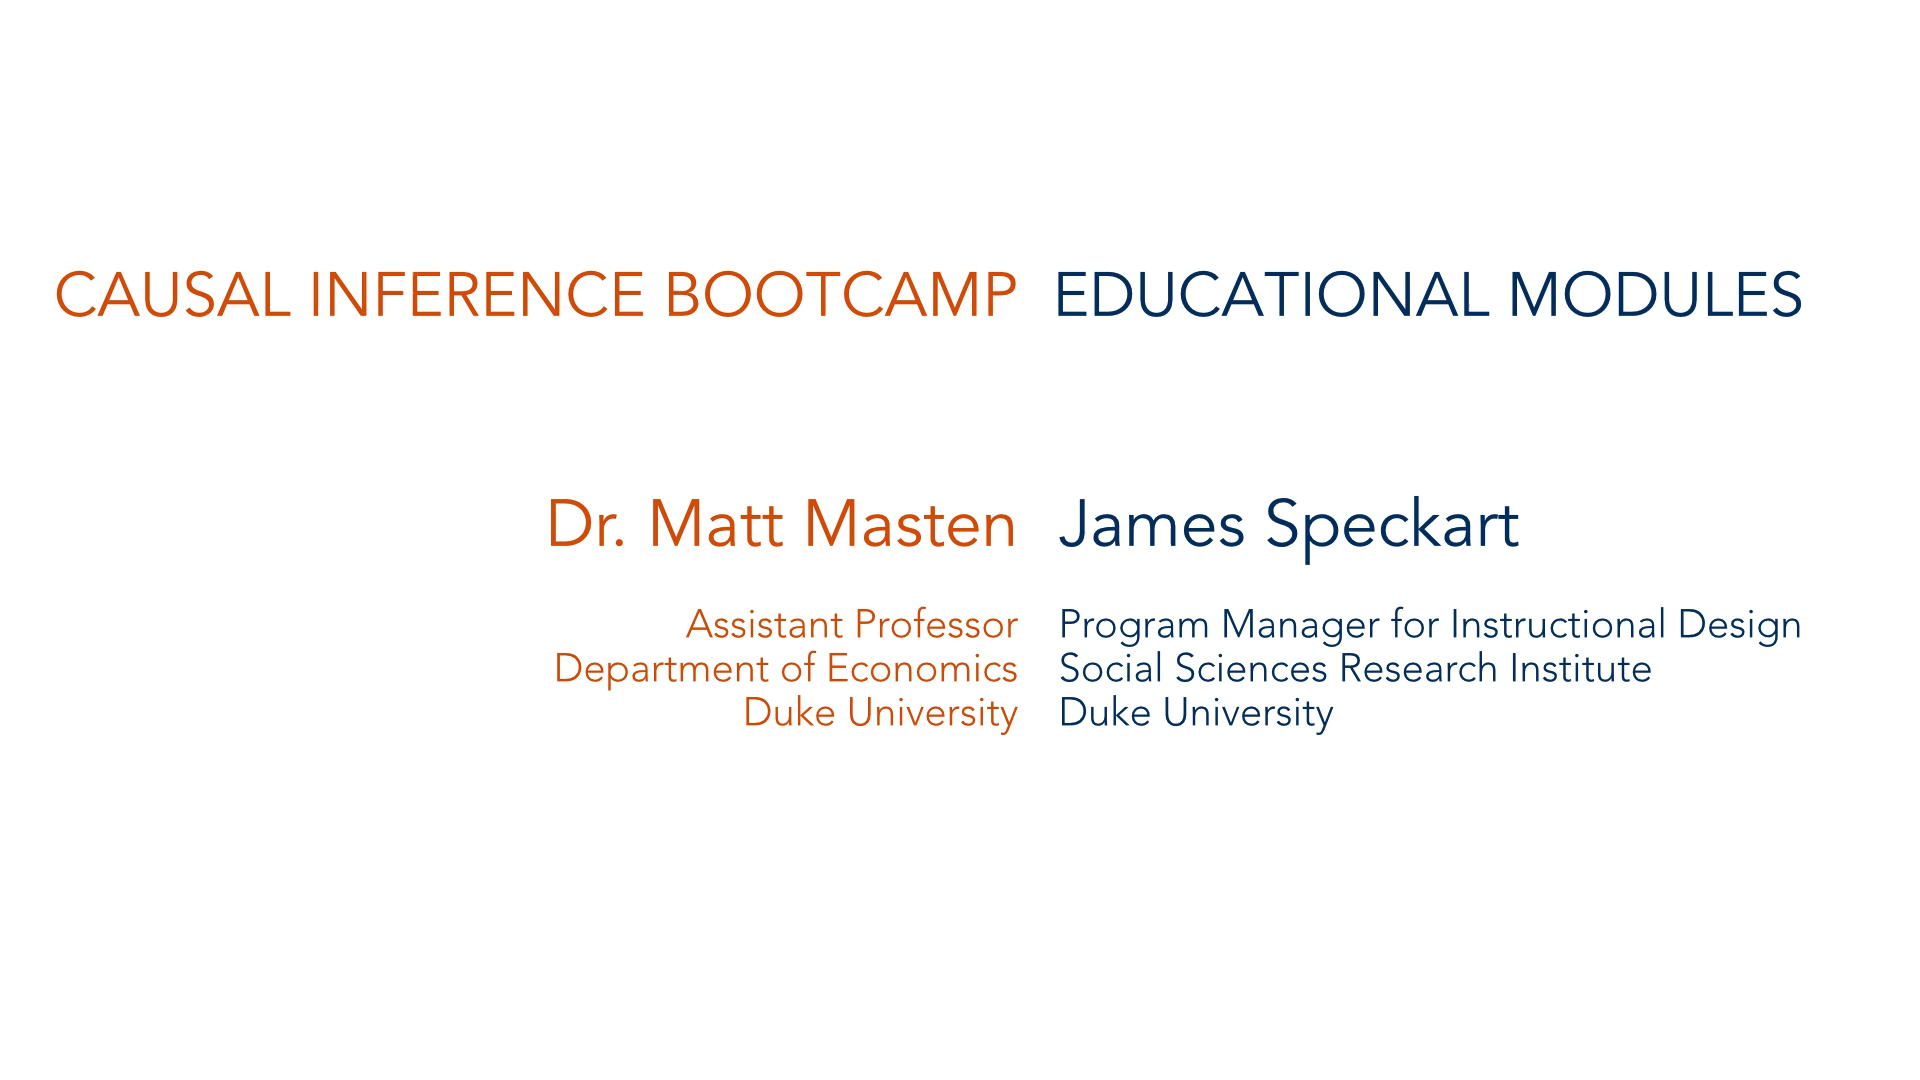 CAUSAL INFERENCE BOOTCAMP EDUCATIONAL MODULES
Dr. Matt Masten
Assistant Professor
Department of Economics
Duke University
James Speckart
Program Manager for Instructional Design
Social Sciences Research Institute
Duke University